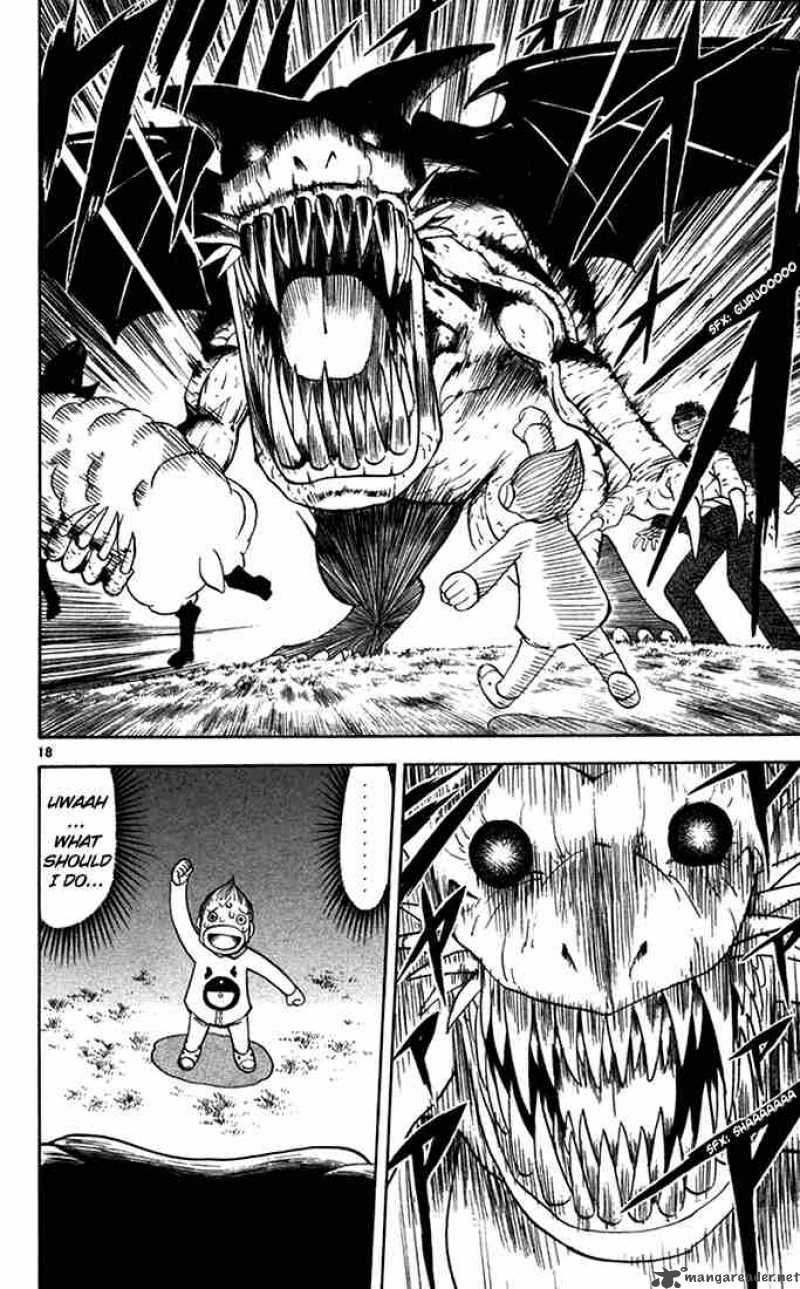 SFX: GURUOOOOO
18
SFX: SHAAAAAAA
.......
UWAAH
...
WHAT
SHOULD
I DO...
mangareader.net